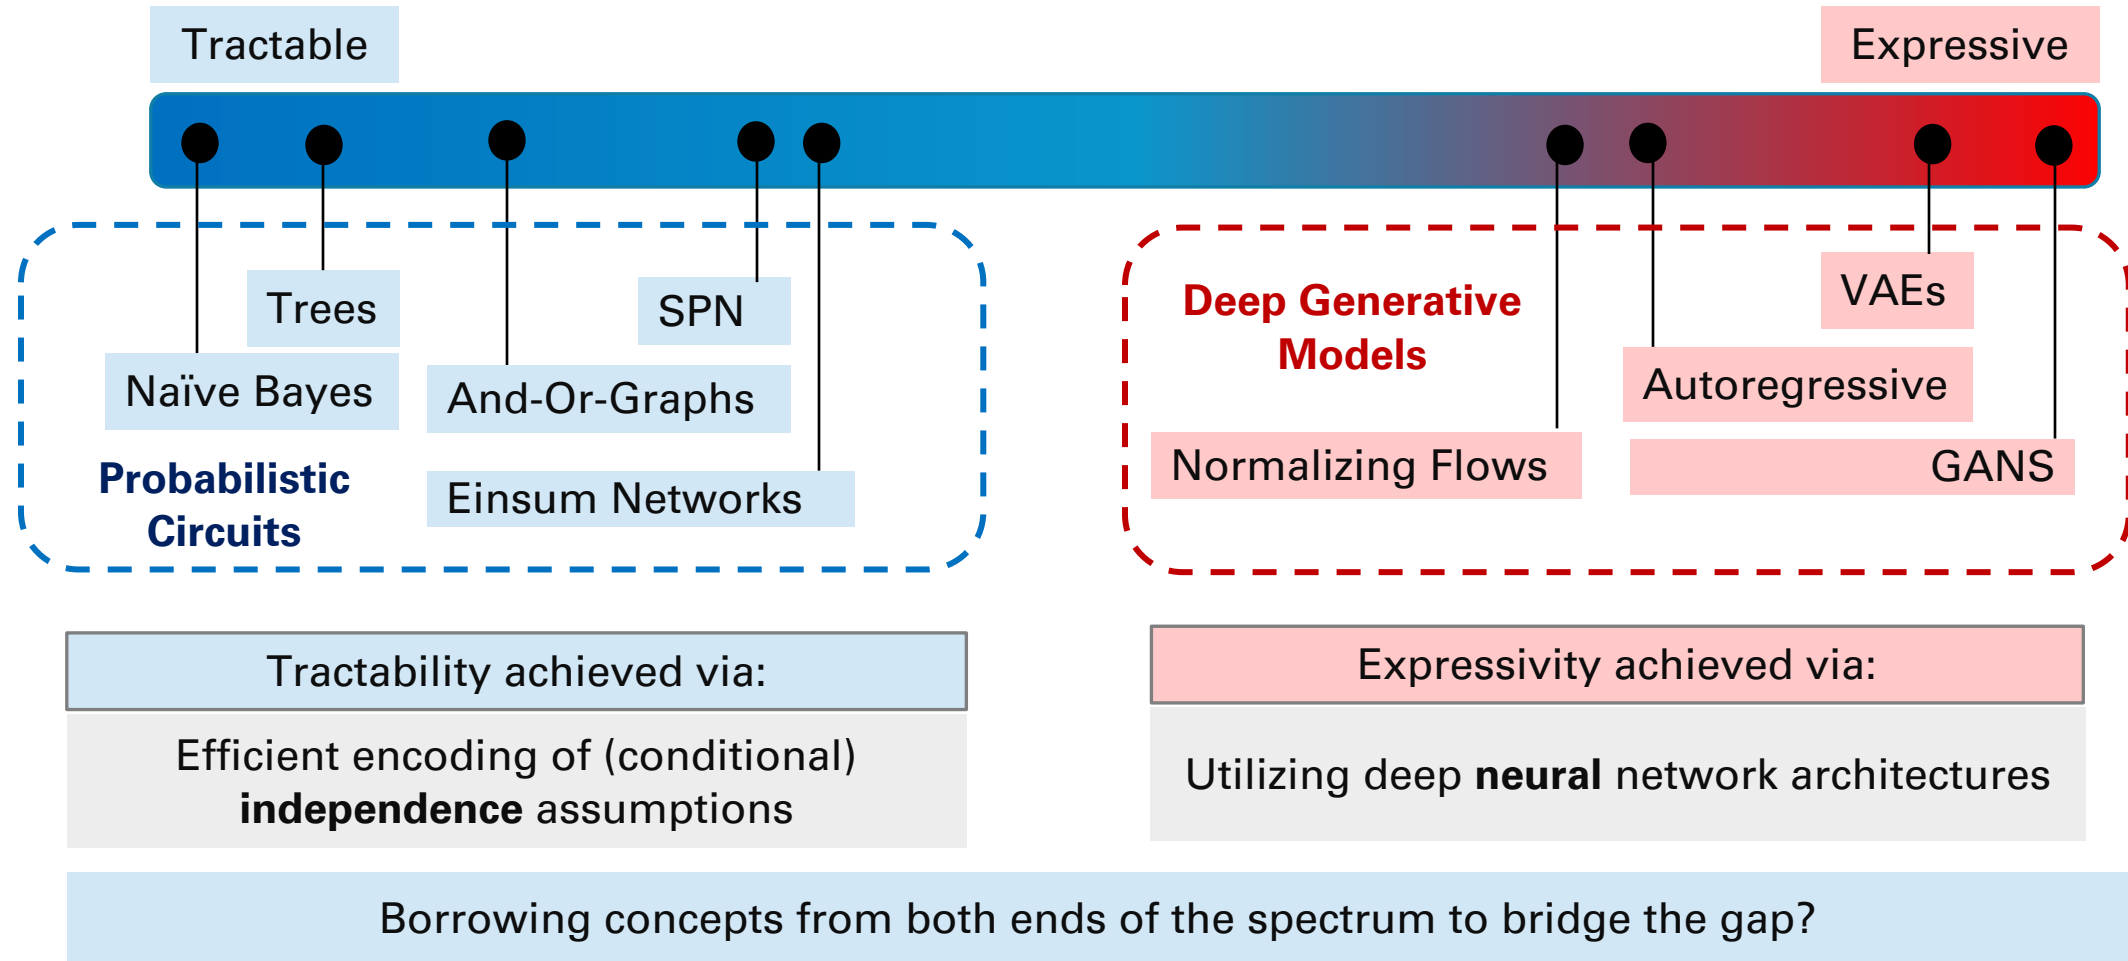 Tractable
Expressive
Trees
SPN
Naïve Bayes
And-Or-Graphs
Probabilistic
Circuits
Einsum Networks
Deep Generative
Models
VAEs
Autoregressive
Normalizing Flows
GANS
Tractability achieved via:
Efficient encoding of (conditional)
independence assumptions
Expressivity achieved via:
Utilizing deep neural network architectures
Borrowing concepts from both ends of the spectrum to bridge the gap?